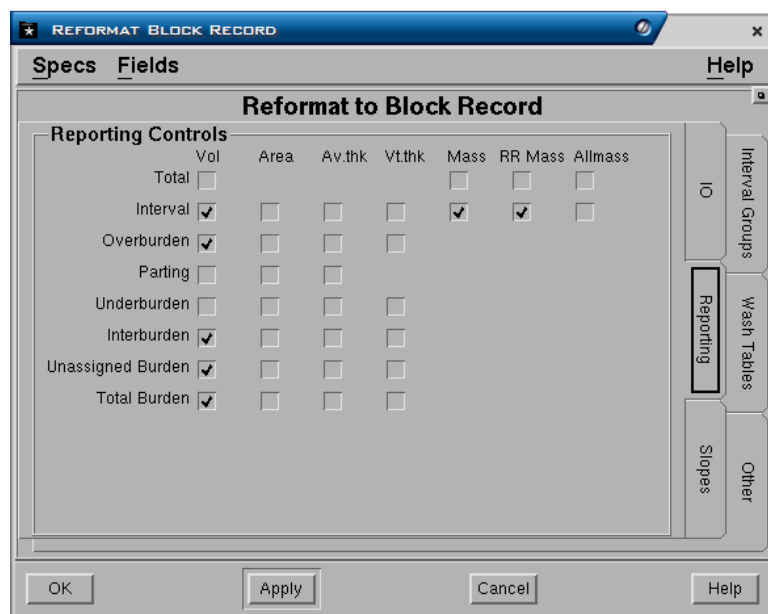 REFORMAT BLOCK RECORD
Specs Fields Help
Reformat to Block Record
Reporting Controls
Vol Area Av.thk Vt.thk Mass RR Mass Allmass
Total
Interval
Overburden
Parting
Underburden
Interburden
Unassigned Burden
Total Burden
IO
Reporting
Slopes
Interval Groups
Wash Tables
Other
OK Apply Cancel Help